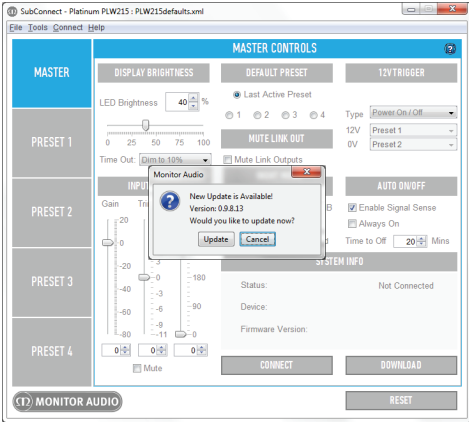 SubConnect - Platinum PLW215 : PLW215defaults.xml
File Tools Connect Help
MASTER CONTROLS
MASTER
PRESET 1
PRESET 2
PRESET 3
PRESET 4
DISPLAY BRIGHTNESS
LED Brightness 40 %
0 25 50 75 100
Time Out: Dim to 10%
DEFAULT PRESET
Last Active Preset
1 2 3 4
MUTE LINK OUT
Mute Link Outputs
12V TRIGGER
Type Power On / Off
12V Preset 1
0V Preset 2
Monitor Audio
New Update is Available!
Version: 0.9.8.13
Would you like to update now?
Update Cancel
INPU
Gain Tri
20
0
-20
-40
-60
-80
-3
-3
-6
-9
-11
180
90
0
0 0 0
Mute
AUTO ON/OFF
Enable Signal Sense
Always On
Time to Off 20 Mins
SYSTEM INFO
Status: Not Connected
Device:
Firmware Version:
CONNECT
DOWNLOAD
MONITOR AUDIO
RESET